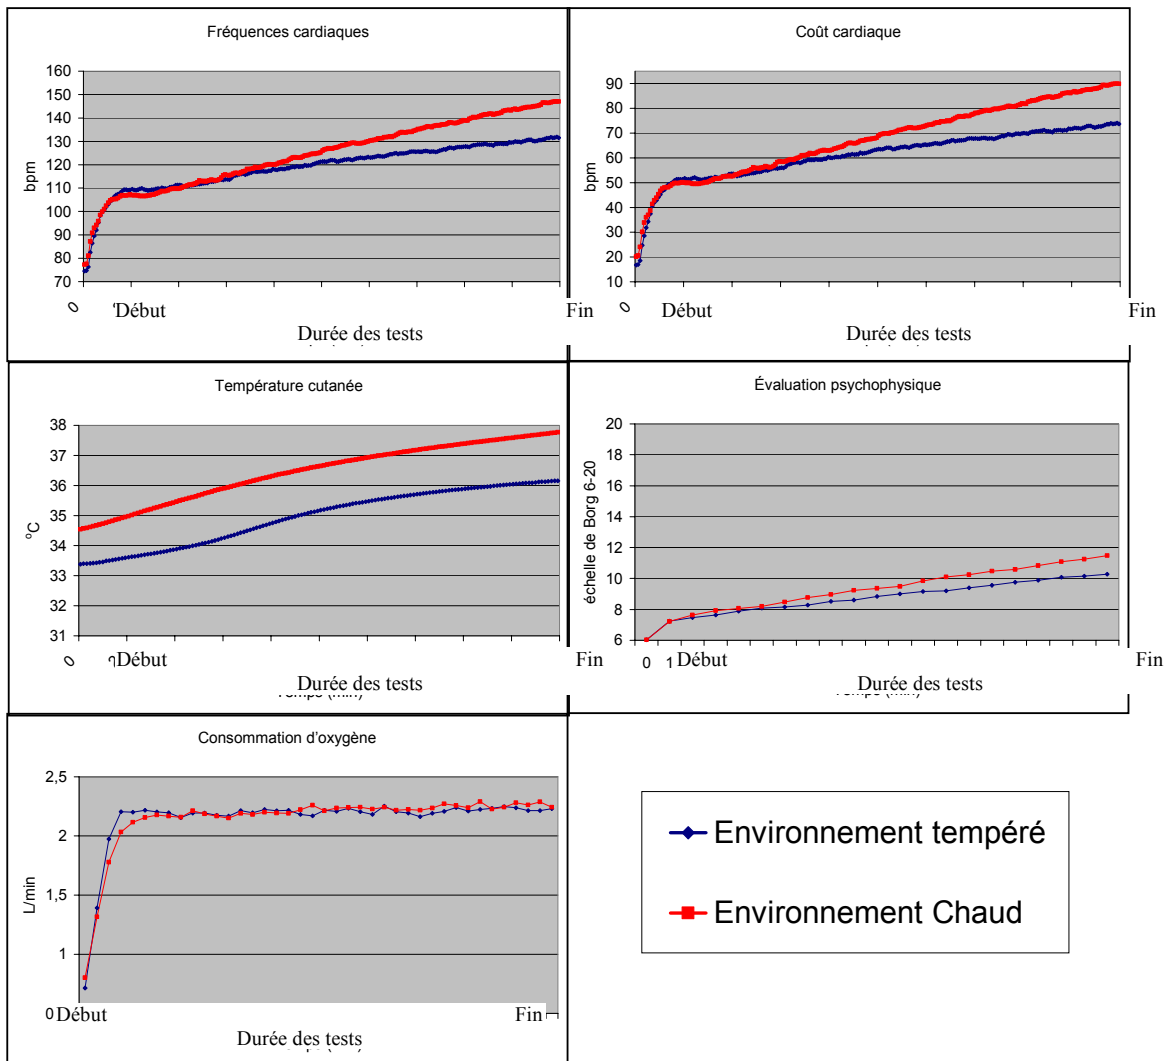 Fréquences cardiaques
160
150
140
130
120
110
100
90
80
70
bpm
0
Début
Fin
Durée des tests
Coût cardiaque
90
80
70
60
50
40
30
20
10
bpm
0
Début
Fin
Durée des tests
Température cutanée
38
37
36
35
34
33
32
31
°C
0
Début
Fin
Durée des tests
Évaluation psychophysique
20
18
16
14
12
10
8
6
échelle de Borg 6-20
0 1 Début
Fin
Durée des tests
Consommation d'oxygène
2,5
2
1,5
1
0
L/min
Début
Fin
Durée des tests
Environnement tempéré
Environnement Chaud